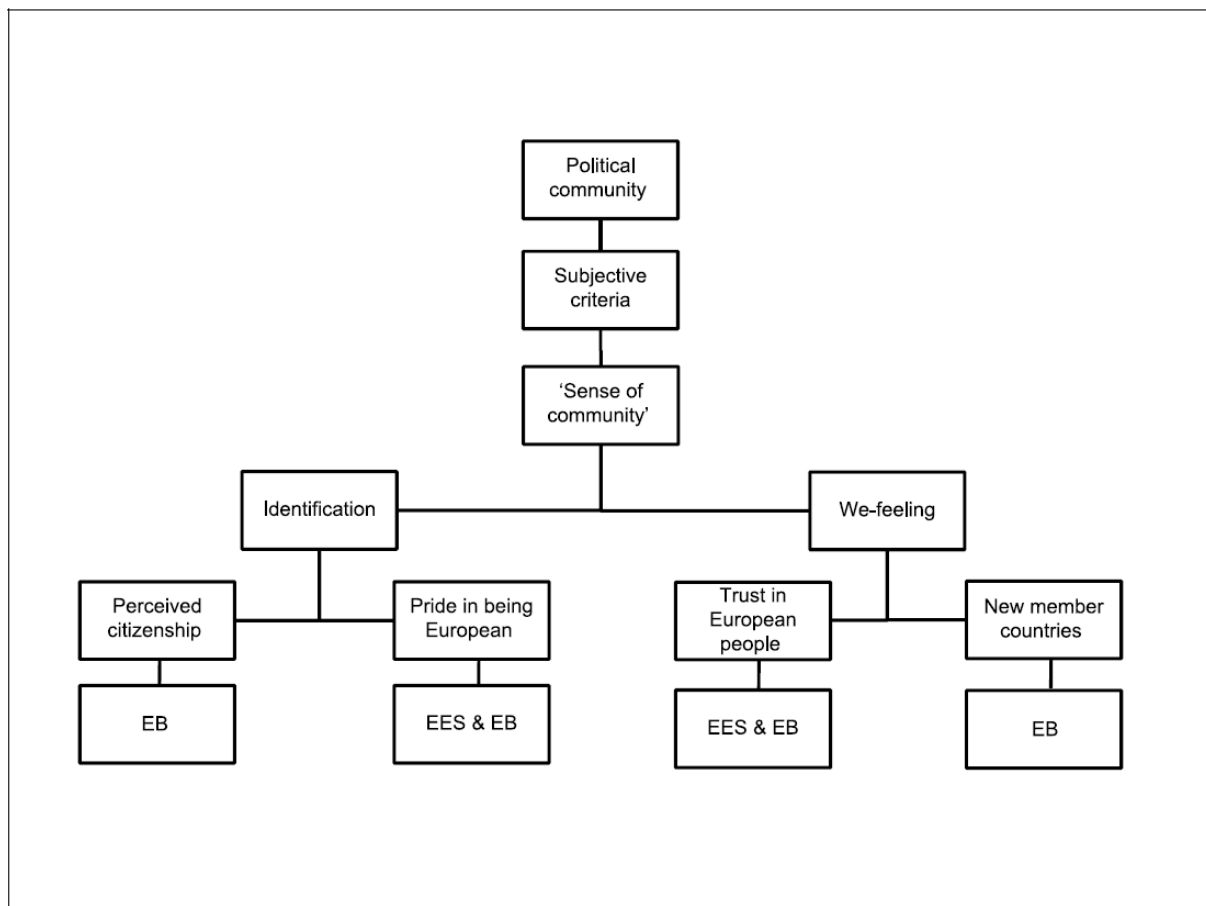 Political
community
Subjective
criteria
‘Sense of
community’
Identification
We-feeling
Perceived
citizenship
Pride in being
European
Trust in
European
people
New member
countries
EB
EES & EB
EES & EB
EB